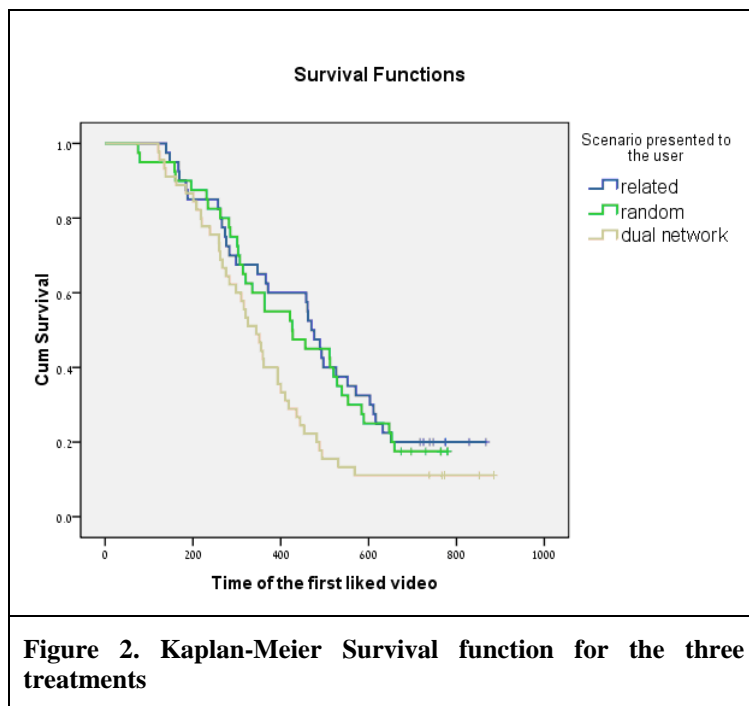 Survival Functions
Cum Survival
1.0
0.8
0.6
0.4
0.2
0.0
0
200
400
600
800
1000
Time of the first liked video
Scenario presented to
the user
related
random
dual network
Figure 2. Kaplan-Meier Survival function for the three
treatments